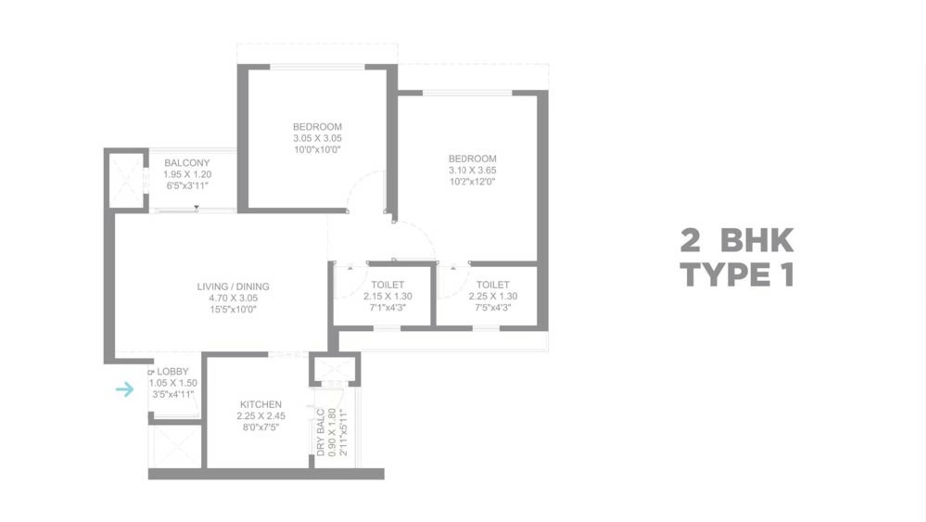 BEDROOM
3.05 X 3.05
10'0"x10'0"
BEDROOM
3.10 X 3.65
10'2"x12'0"
BALCONY
1.95 X 1.20
6'5"x3'11"
LIVING / DINING
4.70 X 3.05
15'5"x10'0"
TOILET
2.15 X 1.30
7'1"x4'3"
TOILET
2.25 X 1.30
7'5"x4'3"
2 BHK
TYPE 1
LOBBY
1.05 X 1.50
3'5"x4'11"
KITCHEN
2.25 X 2.45
8'0"x7'5"
DRY BALC
0.90 X 1.80
2'11"x5'11"